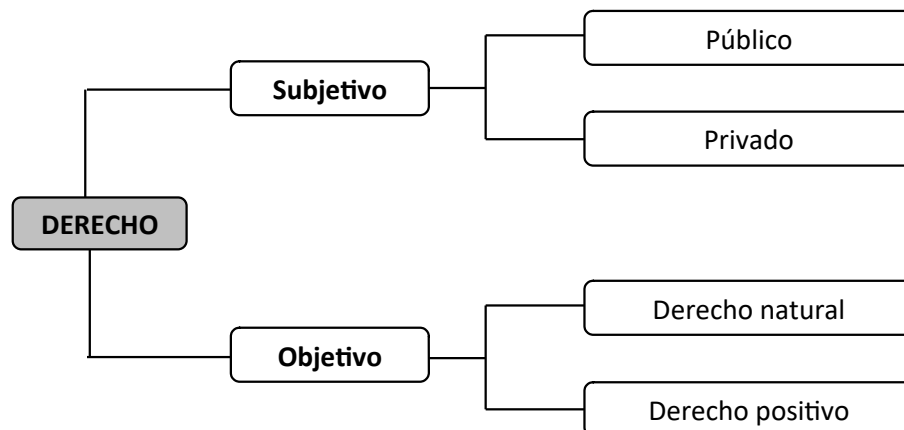 Público
Subjetivo
Privado
DERECHO
Derecho natural
Objetivo
Derecho positivo